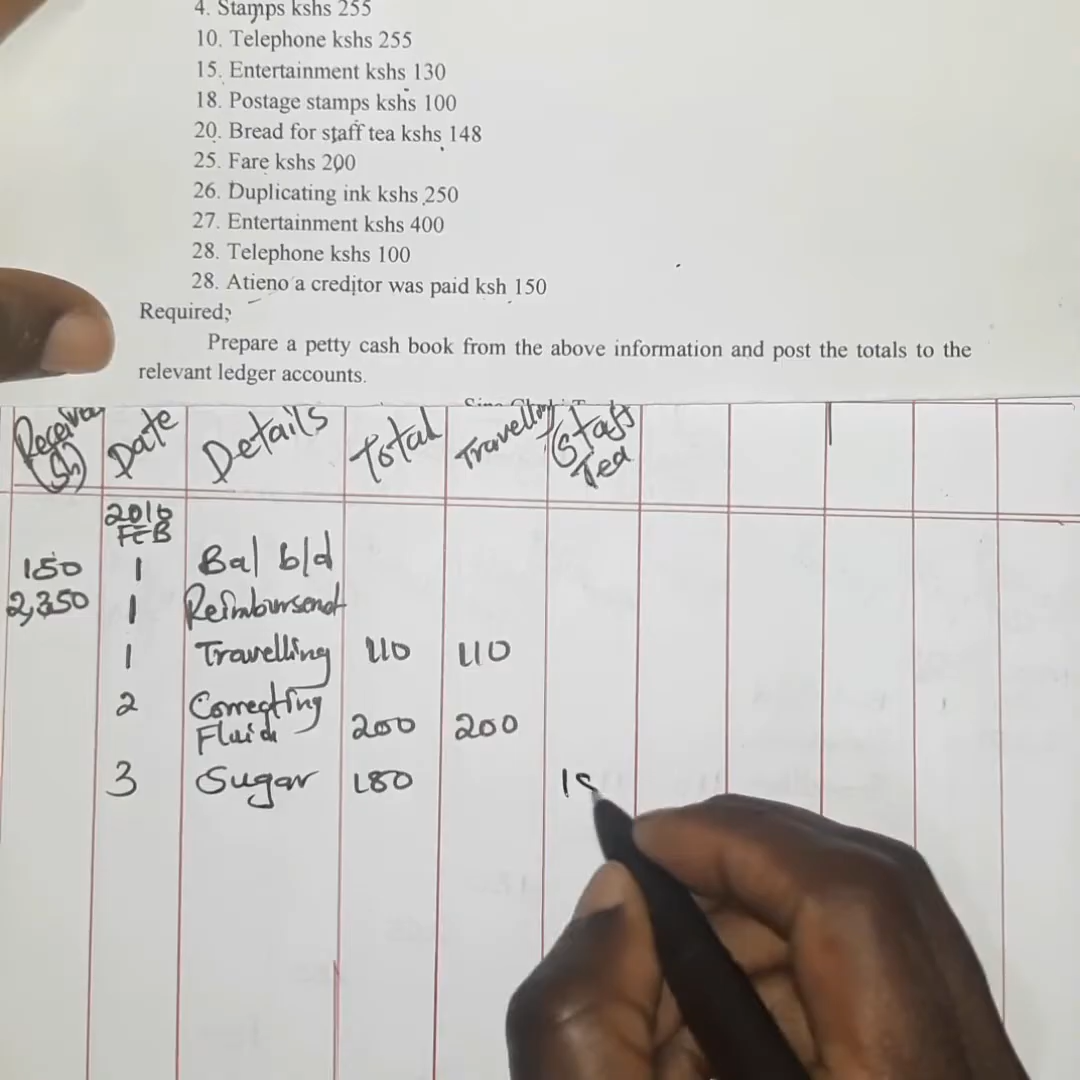 4. Stamps kshs 255
10. Telephone kshs 255
15. Entertainment kshs 130
18. Postage stamps kshs 100
20. Bread for staff tea kshs 148
25. Fare kshs 200
26. Duplicating ink kshs 250
27. Entertainment kshs 400
28. Telephone kshs 100
28. Atieno a creditor was paid ksh 150
Required;
Prepare a petty cash book from the above information and post the totals to the
relevant ledger accounts.
(sh) Date Details Total Travelling Staff Tea
2016
FEB
150 1 Bal b/d
2,350 1
1 Travelling 110 110
2 Correcting
Fluid 200 200
3 Sugar 180